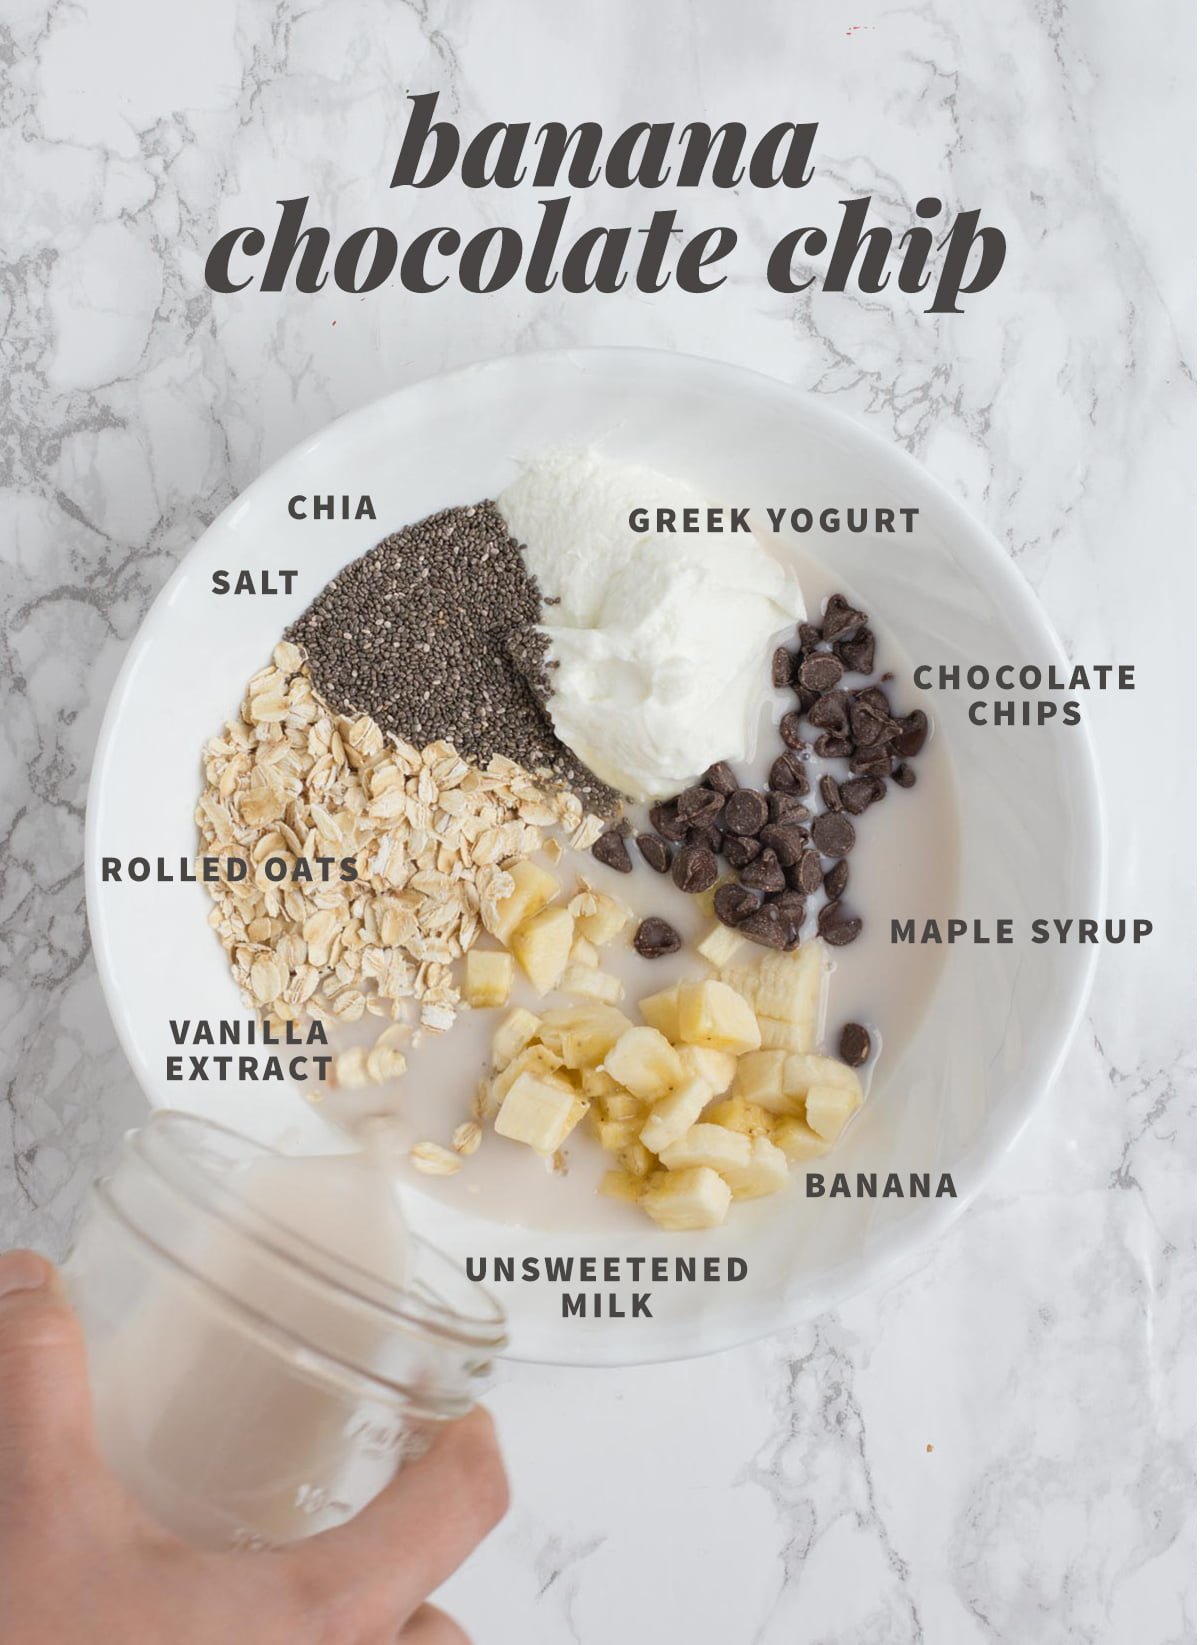 banana
chocolate chip
CHIA
GREEK YOGURT
SALT
CHOCOLATE
CHIPS
ROLLED OATS
MAPLE SYRUP
VANILLA
EXTRACT
BANANA
UNSWEETENED
MILK